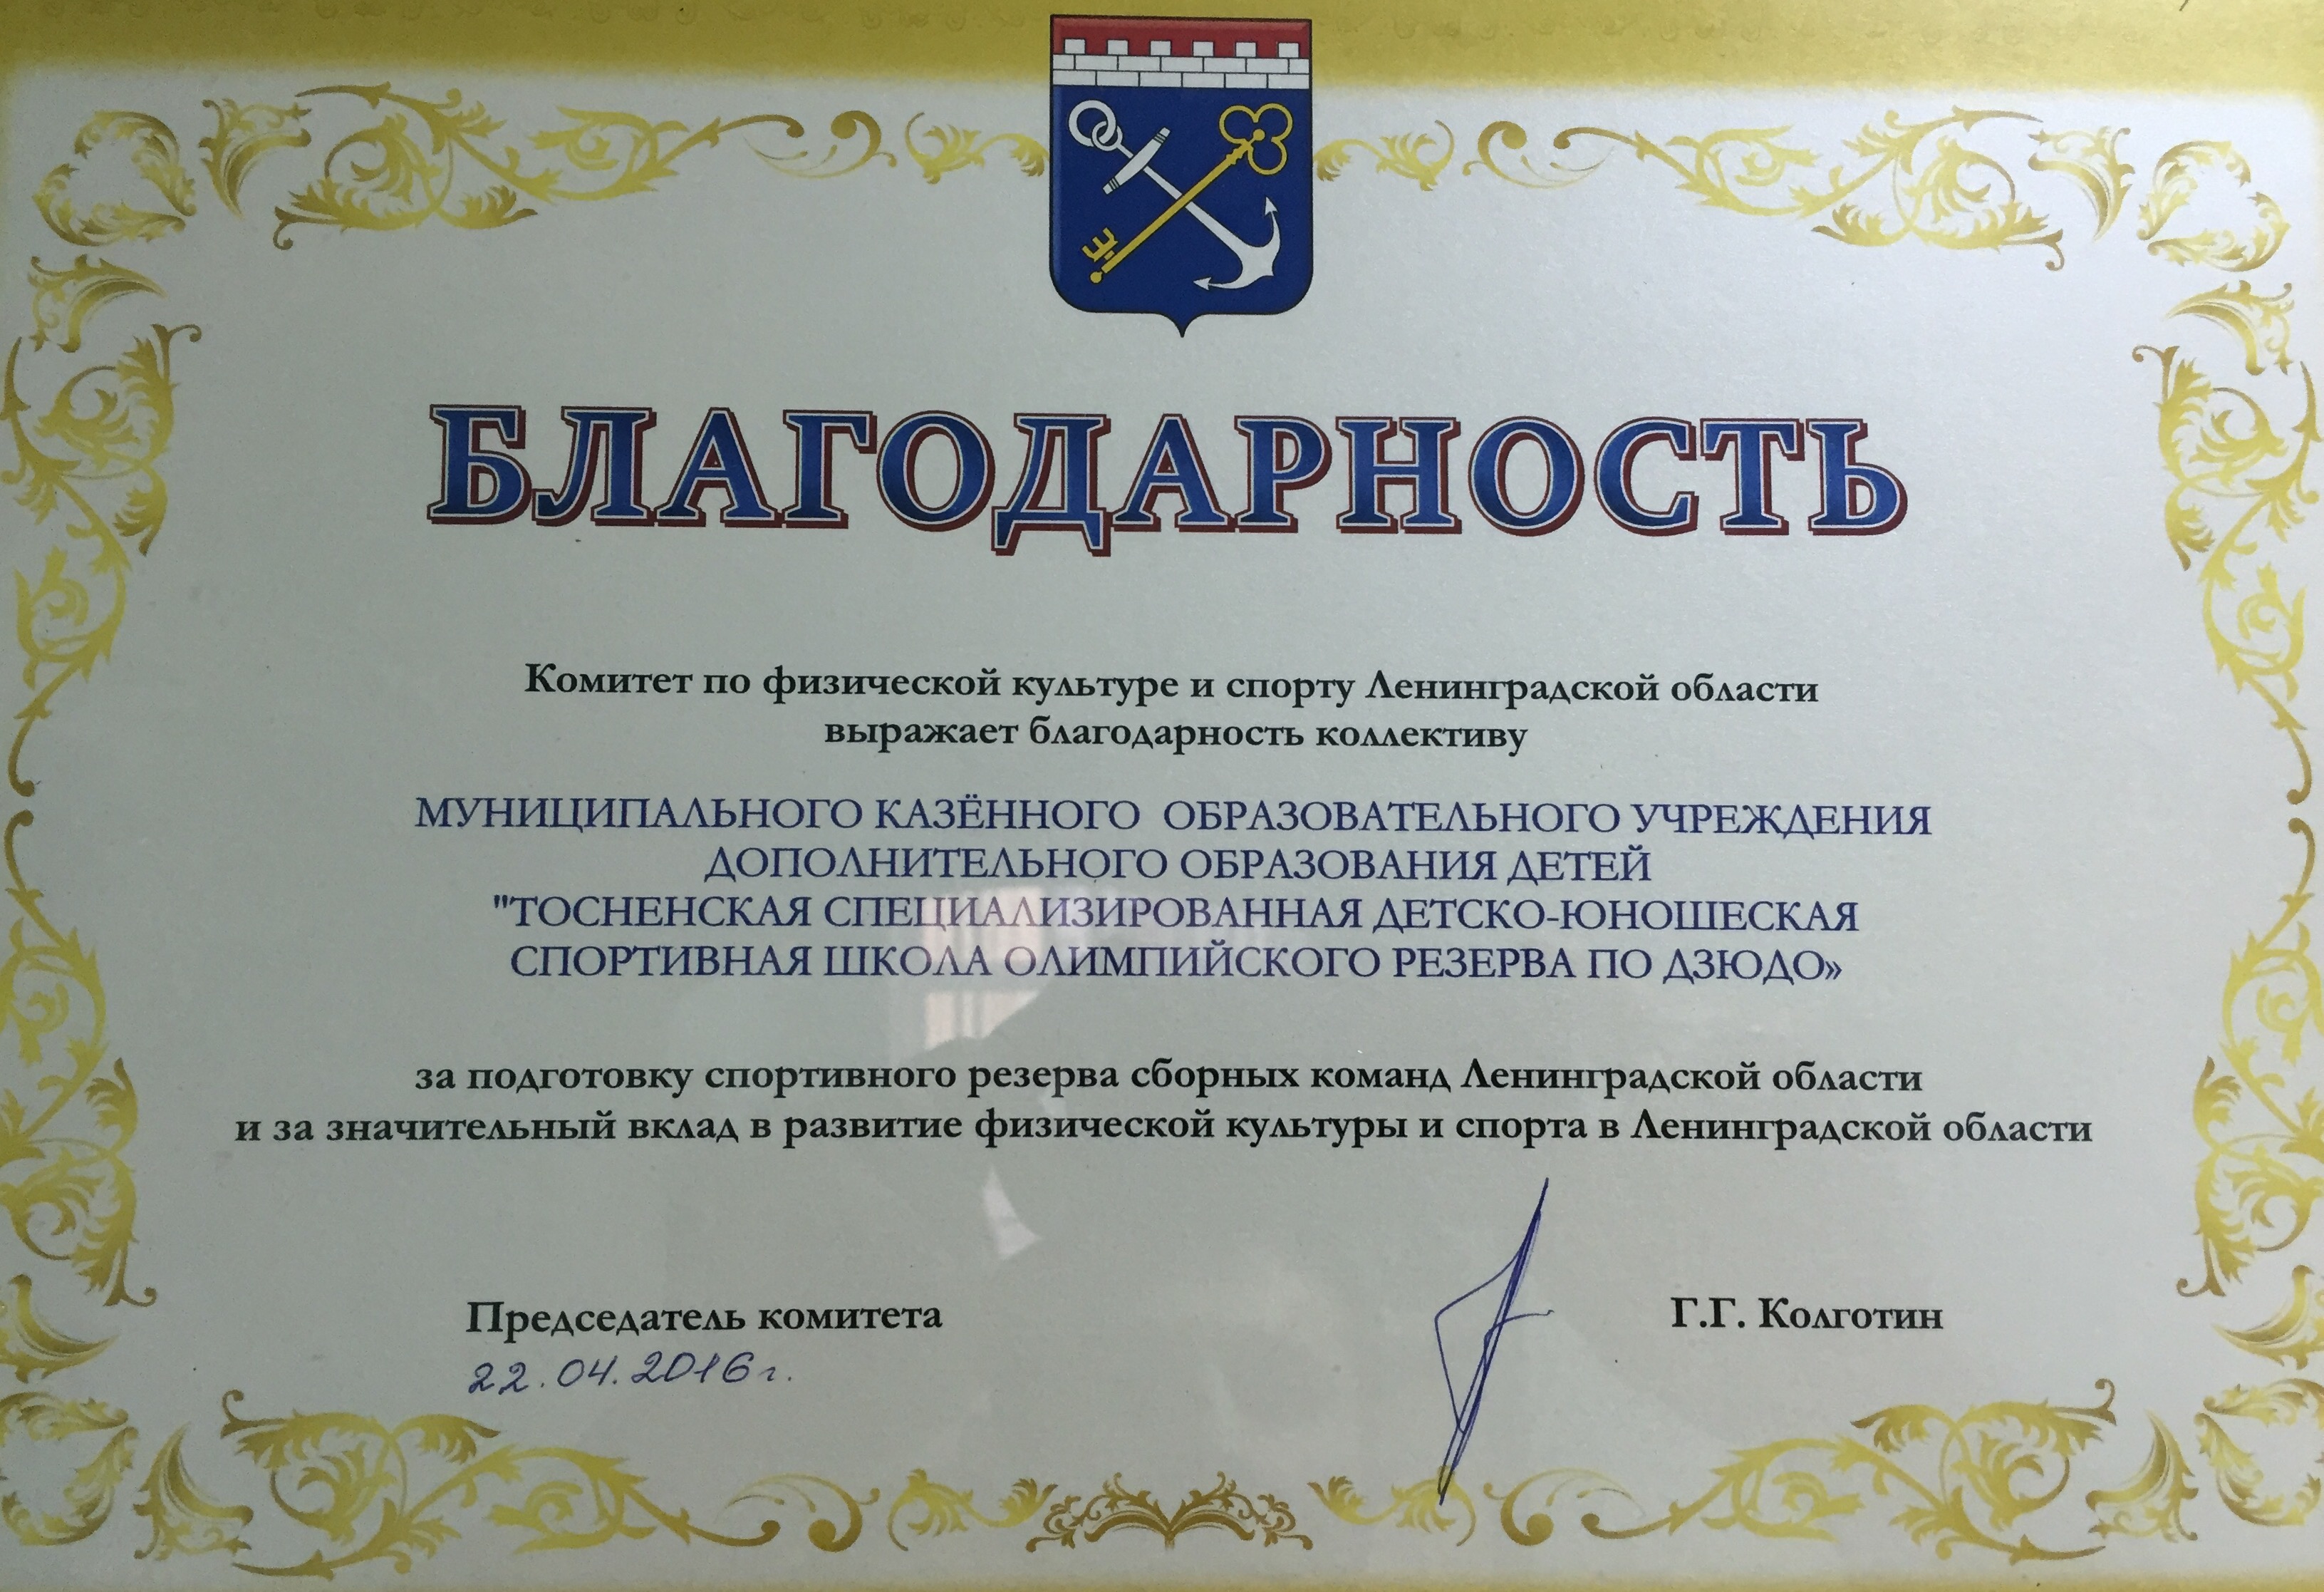 БЛАГОДАРНОСТЬ
Комитет по физической культуре и спорту Ленинградской области
выражает благодарность коллективу
МУНИЦИПАЛЬНОГО КАЗЁННОГО ОБРАЗОВАТЕЛЬНОГО УЧРЕЖДЕНИЯ
ДОПОЛНИТЕЛЬНОГО ОБРАЗОВАНИЯ ДЕТЕЙ
"ТОСНЕНСКАЯ СПЕЦИАЛИЗИРОВАННАЯ ДЕТСКО-ЮНОШЕСКАЯ
СПОРТИВНАЯ ШКОЛА ОЛИМПИЙСКОГО РЕЗЕРВА ПО ДЗЮДО»
за подготовку спортивного резерва сборных команд Ленинградской области
и за значительный вклад в развитие физической культуры и спорта в Ленинградской области
Председатель комитета Г.Г. Колготин
22.04.2016г.